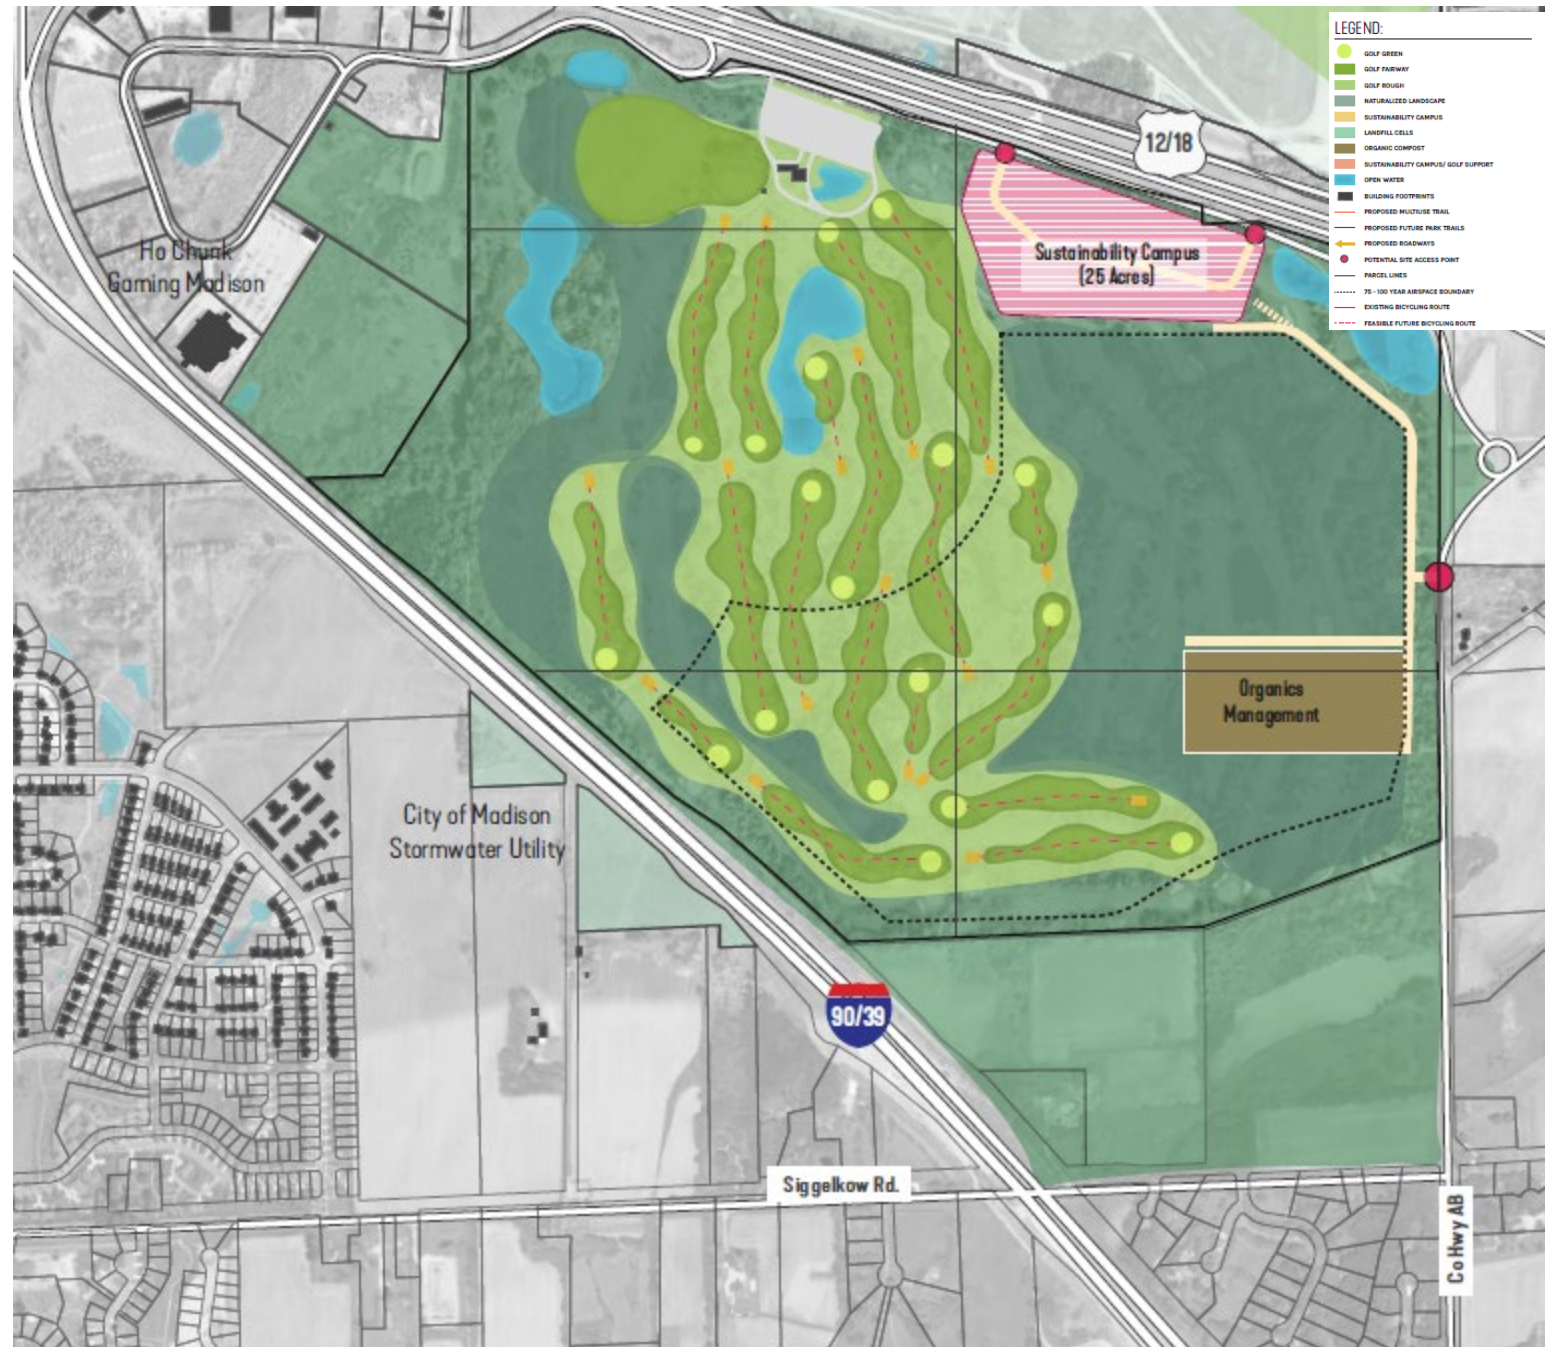 LEGEND:
GOLF GREEN
GOLF FAIRWAY
GOLF ROUGH
NATURALIZED LANDSCAPE
SUSTAINABILITY CAMPUS
LANDFILL CELLS
ORGANIC COMPOST
SUSTAINABILITY CAMPUS/ GOLF SUPPORT
OPEN WATER
BUILDING FOOTPRINTS
PROPOSED MULTIUSE TRAIL
PROPOSED FUTURE PARK TRAILS
PROPOSED ROADWAYS
POTENTIAL SITE ACCESS POINT
PARCEL LINES
75 - 100 YEAR AIRSPACE BOUNDARY
EXISTING BICYCLING ROUTE
FEASIBLE FUTURE BICYCLING ROUTE
12/18
Ho Chunk
Gaming Madison
Sustainability Campus
(25 Acres)
Organics
Management
City of Madison
Stormwater Utility
90/39
Siggelkow Rd.
Co Hwy AB